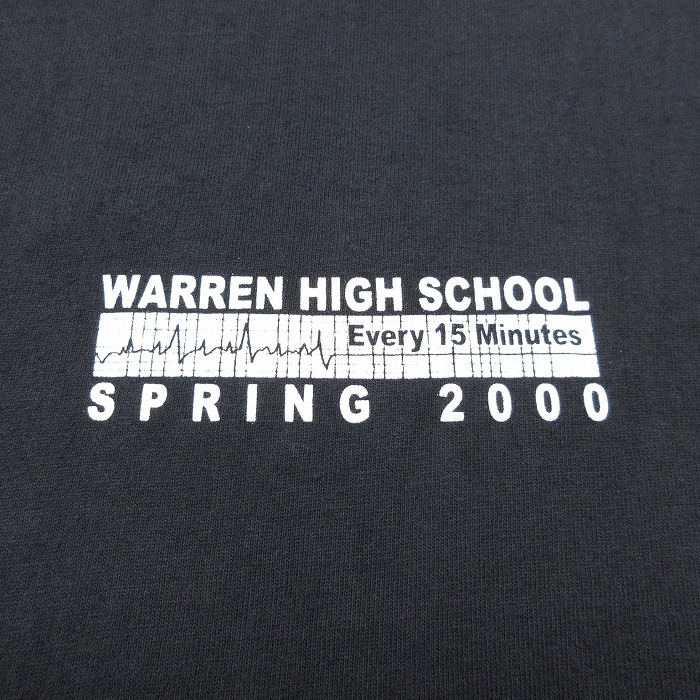 WARREN HIGH SCHOOL
Every 15 Minutes
SPRING 2000